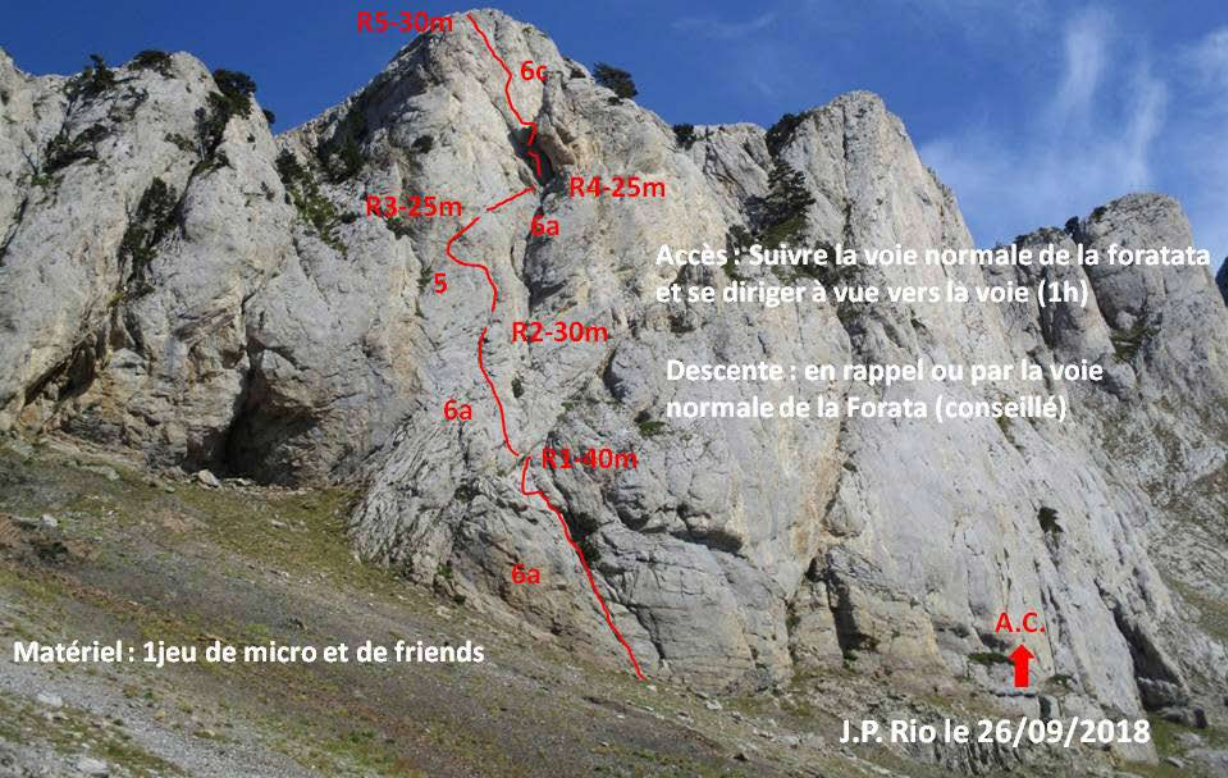 R5-30m
6c
R4-25m
R3-25m
6a
Accès : Suivre la voie normale de la foratata
et se diriger à vue vers la voie (1h)
5
R2-30m
Descente : en rappel ou par la voie
normale de la Forata (conseillé)
6a
R1-40m
6a
A.C.
Matériel : 1jeu de micro et de friends
J.P. Rio le 26/09/2018